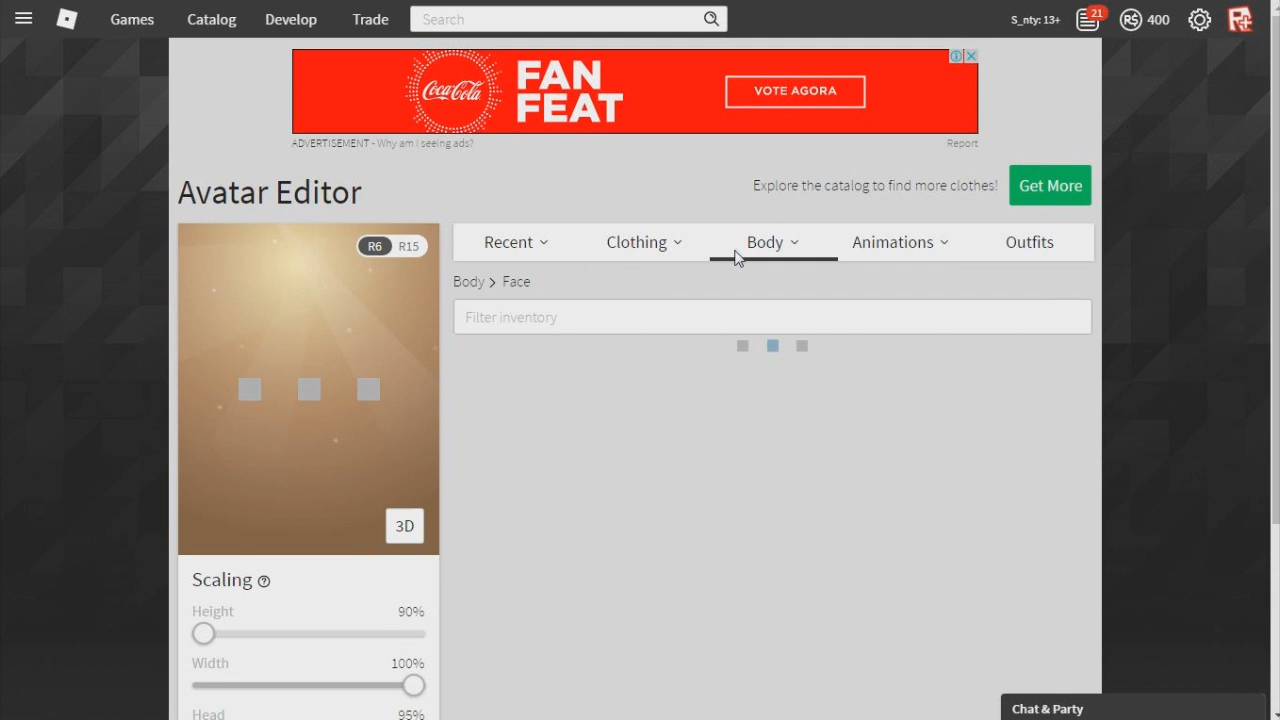 Games Catalog Develop Trade Search S_nty: 13+ 21 R$ 400
Coca-Cola FAN FEAT VOTE AGORA
ADVERTISEMENT - Why am I seeing ads? Report
Avatar Editor Explore the catalog to find more clothes! Get More
R6 R15 Recent Clothing Body Animations Outfits
Body > Face
Filter inventory
3D
Scaling
Height 90%
Width 100%
Head 95%
Chat & Party